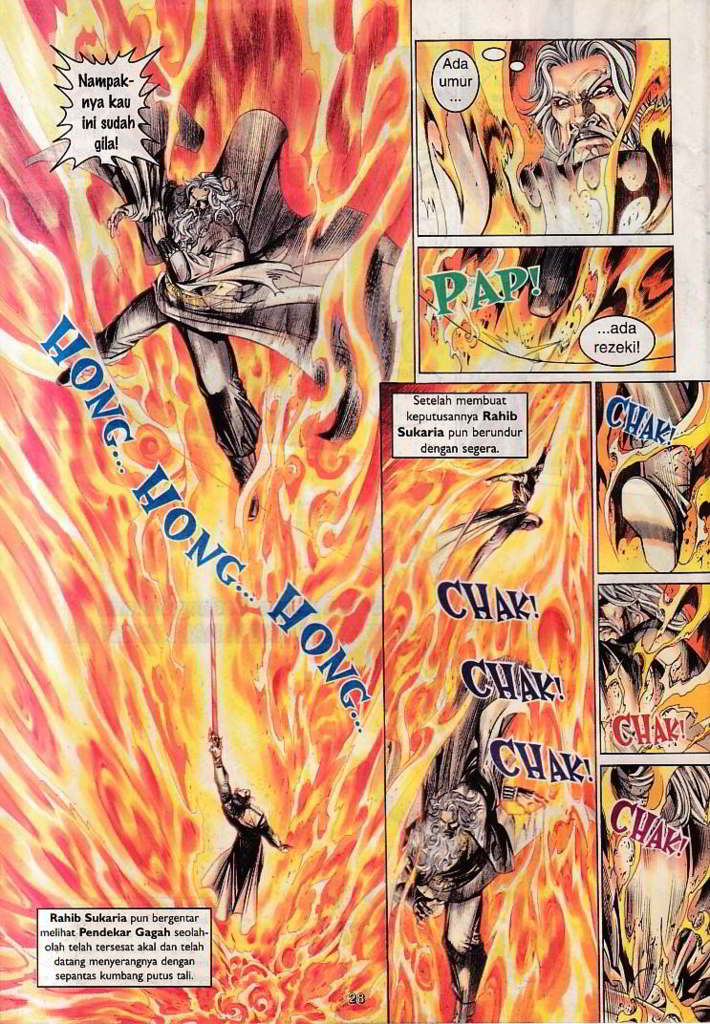 Nampak-
nya kau
ini sudah
gila!
HONG... HONG... HONG...
Rahib Sukaria pun bergentar
melihat Pendekar Gagah seolah-
olah telah tersesat akal dan telah
datang menyerangnya dengan
sepantas kumbang putus tali.
Ada
umur
...
PAP!
...ada
rezeki!
Setelah membuat
keputusannya Rahib
Sukaria pun berundur
dengan segera.
CHAK!
CHAK!
CHAK!
CHAK!
CHAK!
CHAK!
23